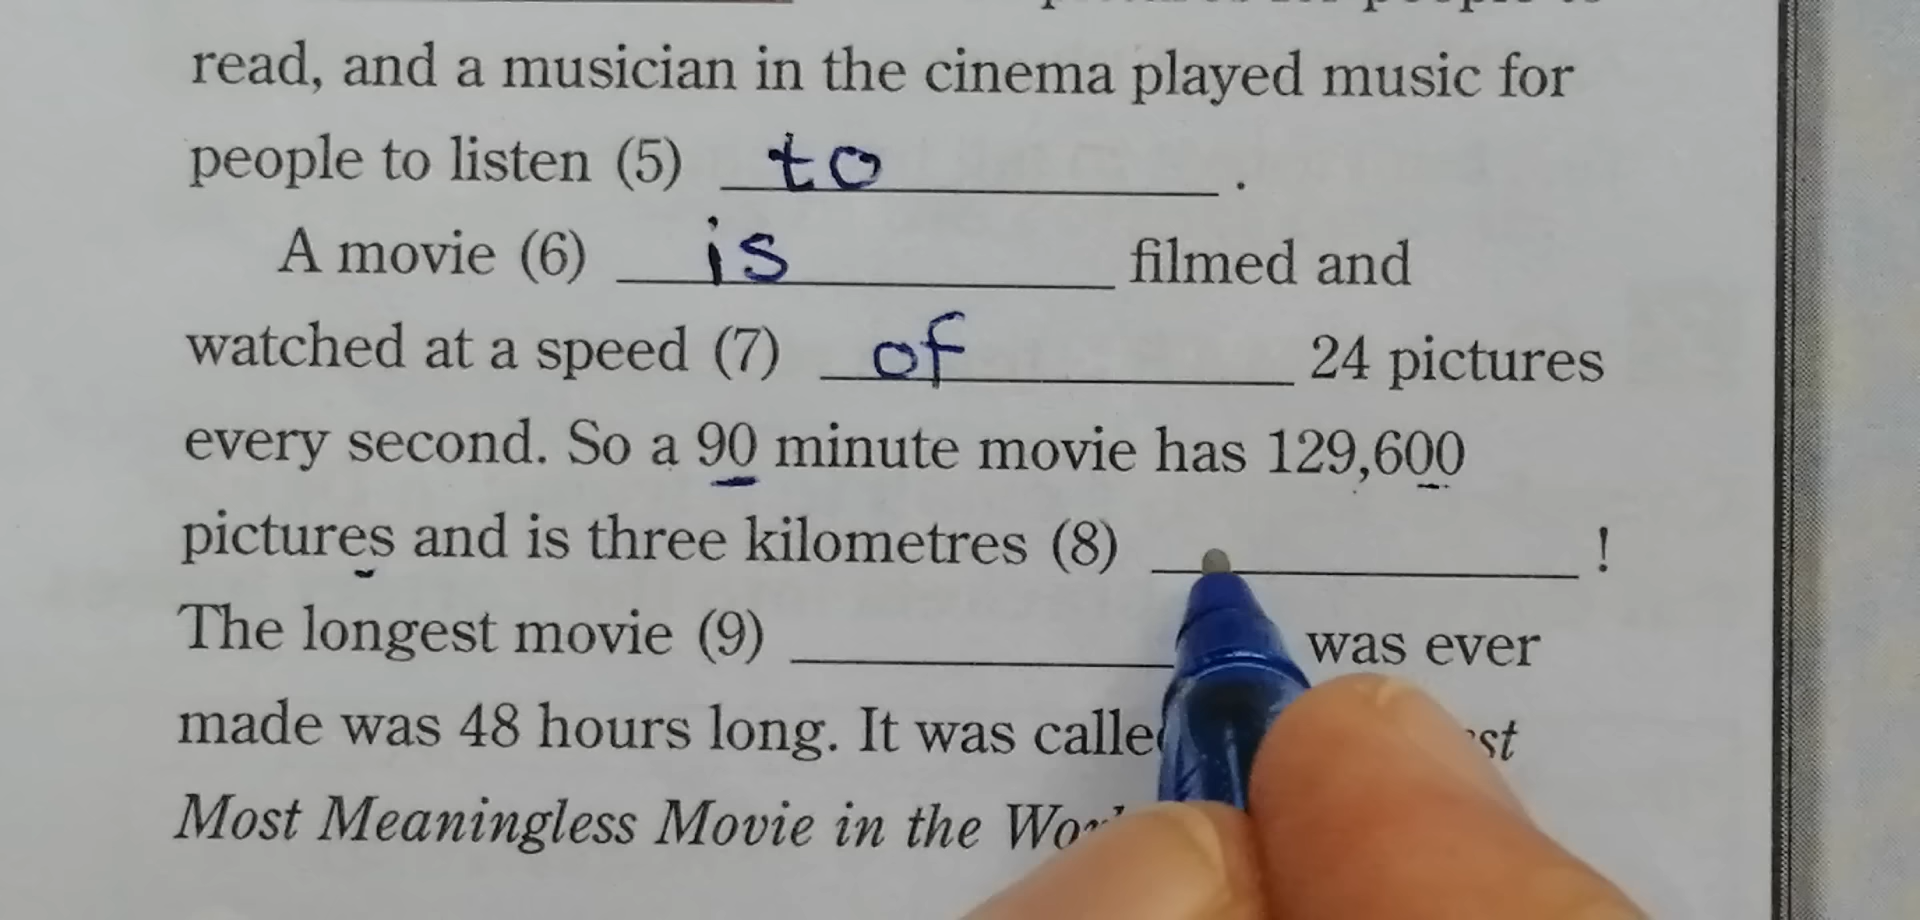 read, and a musician in the cinema played music for
people to listen (5) to .
A movie (6) is filmed and
watched at a speed (7) of 24 pictures
every second. So a 90 minute movie has 129,600
pictures and is three kilometres (8) !
The longest movie (9) was ever
made was 48 hours long. It was
Most Meaningless Movie in the